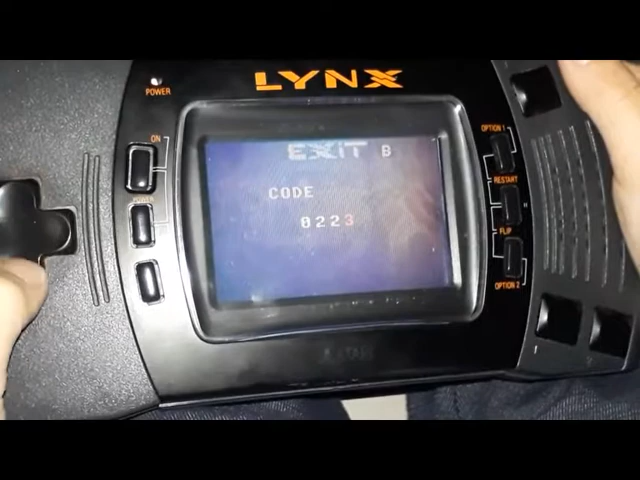 LYNX
POWER
ON
OPTION 1
RESTART
FLIP
OPTION 2
EXIT B
CODE
0223